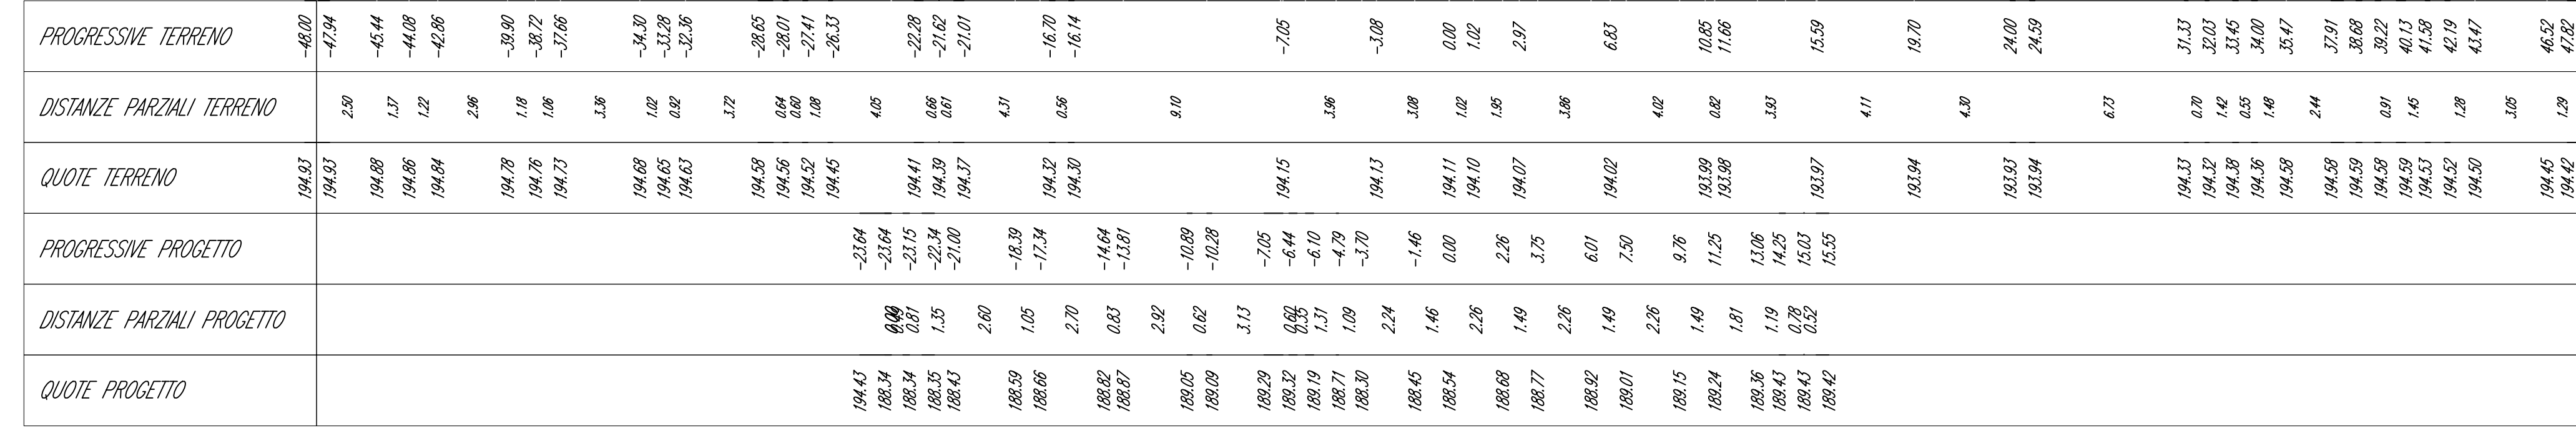 PROGRESSIVE TERRENO -48.00 -47.94 -45.44 -44.08 -42.86 -39.90 -38.72 -37.66 -34.30 -33.28 -32.36 -28.65 -28.01 -27.41 -26.33 -22.28 -21.62 -21.01 -16.70 -16.14 -7.05 -3.08 0.00 1.02 2.97 6.83 10.85 11.66 15.59 19.70 24.00 24.59 31.33 32.03 33.45 34.00 35.47 37.91 38.68 39.22 40.13 41.58 42.19 43.47 46.52 47.82
DISTANZE PARZIALI TERRENO 2.50 1.37 1.22 2.96 1.18 1.06 3.36 1.02 0.92 3.72 0.64 0.60 1.08 4.05 0.66 0.61 4.31 0.56 9.10 3.96 3.08 1.02 1.95 3.86 4.02 0.82 3.93 4.11 4.30 6.73 0.70 1.42 0.55 1.48 2.44 0.91 1.45 1.28 3.05 1.29
QUOTE TERRENO 194.93 194.93 194.88 194.86 194.84 194.78 194.76 194.73 194.68 194.65 194.63 194.58 194.56 194.52 194.45 194.41 194.39 194.37 194.32 194.30 194.15 194.13 194.11 194.10 194.07 194.02 193.99 193.98 193.97 193.94 193.93 193.94 194.33 194.32 194.38 194.36 194.58 194.58 194.59 194.58 194.59 194.53 194.52 194.50 194.45 194.42
PROGRESSIVE PROGETTO -23.64 -23.64 -23.15 -22.34 -21.00 -18.39 -17.34 -14.64 -13.81 -10.89 -10.28 -7.05 -6.44 -6.10 -4.79 -3.70 -1.46 0.00 2.26 3.75 6.01 7.50 9.76 11.25 13.06 14.25 15.03 15.55
DISTANZE PARZIALI PROGETTO 0.81 1.35 2.60 1.05 2.70 0.83 2.92 0.62 3.13 0.35 1.31 1.09 2.24 1.46 2.26 1.49 2.26 1.49 2.26 1.49 1.81 1.19 0.78 0.52
QUOTE PROGETTO 194.43 188.34 188.34 188.35 188.43 188.59 188.66 188.82 188.87 189.05 189.09 189.29 189.32 189.19 188.71 188.30 188.45 188.54 188.68 188.77 188.92 189.01 189.15 189.24 189.36 189.43 189.43 189.42